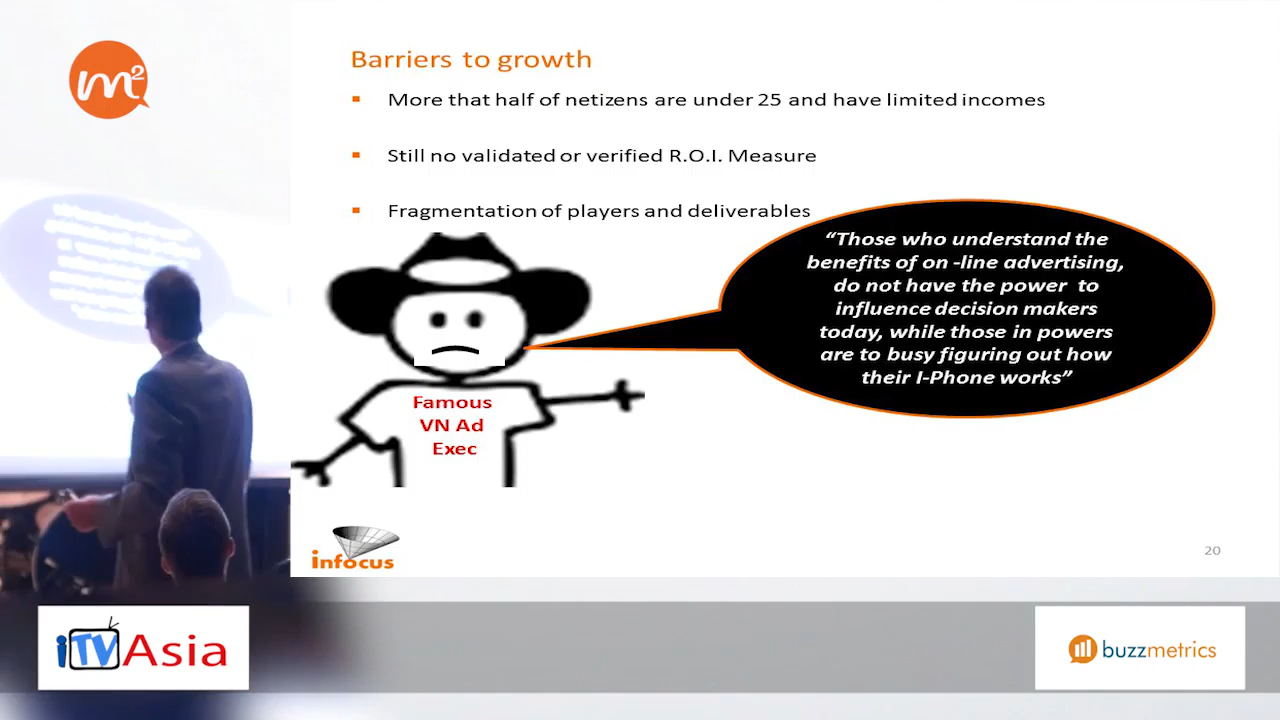 m2
Barriers to growth
More that half of netizens are under 25 and have limited incomes
Still no validated or verified R.O.I. Measure
Fragmentation of players and deliverables
“Those who understand the
benefits of on -line advertising,
do not have the power to
influence decision makers
today, while those in powers
are to busy figuring out how
their I-Phone works”
Famous
VN Ad
Exec
infocus
20
iTV Asia
buzzmetrics